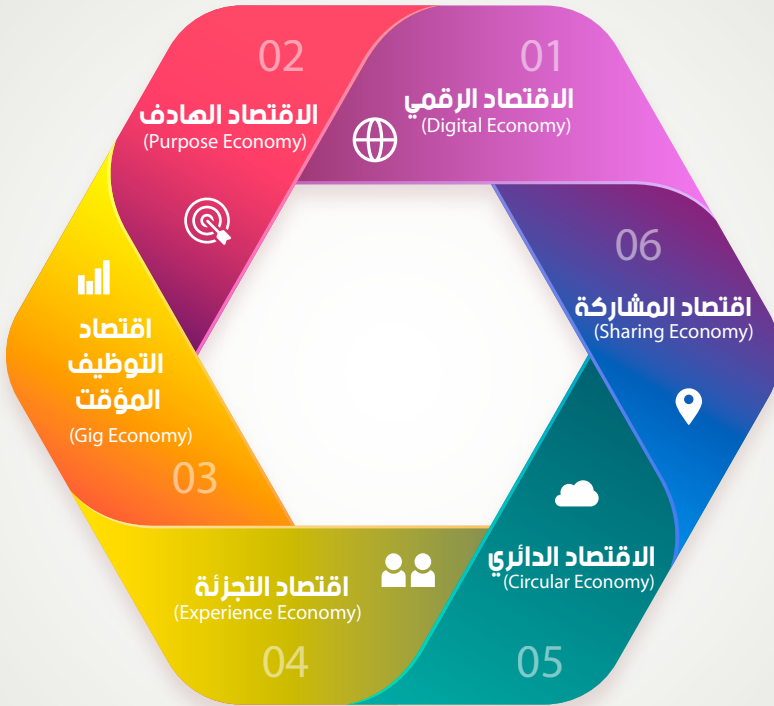 01
الاقتصاد الرقمي
(Digital Economy)
02
الاقتصاد الهادف
(Purpose Economy)
اقتصاد
التوظيف
المؤقت
(Gig Economy)
03
اقتصاد التجزئة
(Experience Economy)
04
الاقتصاد الدائري
(Circular Economy)
05
06
اقتصاد المشاركة
(Sharing Economy)